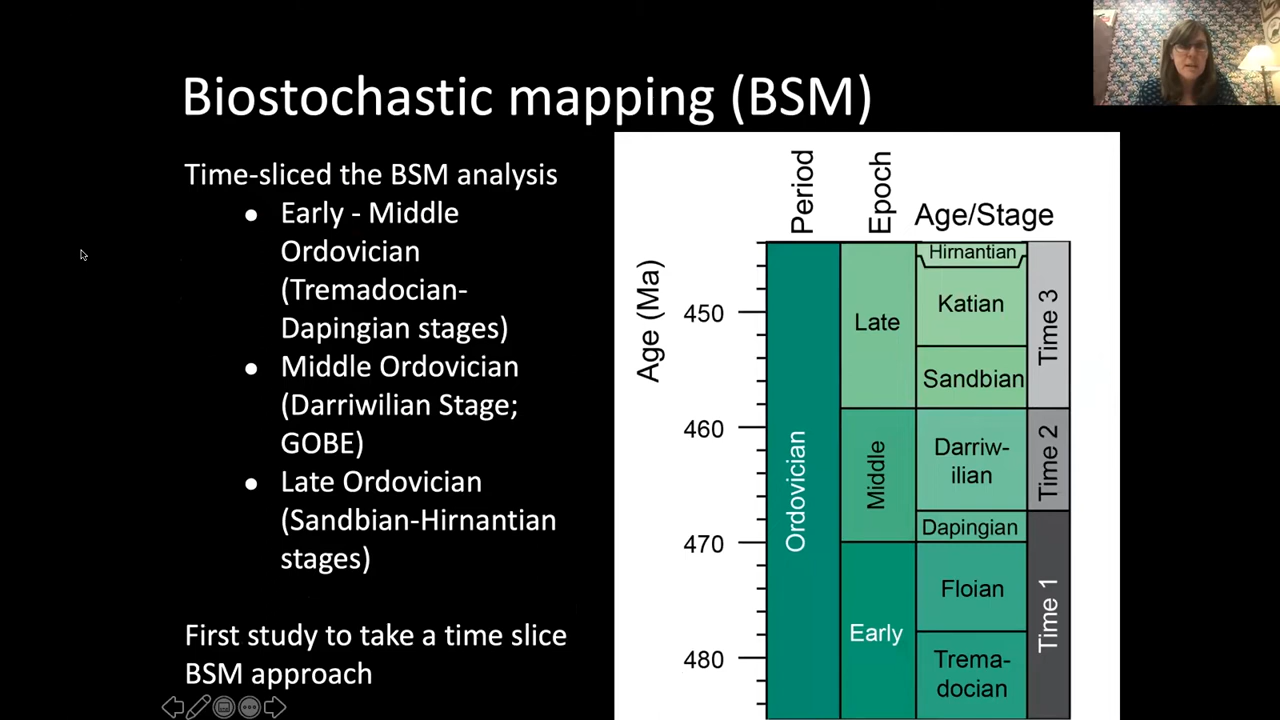 Biostochastic mapping (BSM)
Time-sliced the BSM analysis
● Early - Middle
Ordovician
(Tremadocian-
Dapingian stages)
● Middle Ordovician
(Darriwilian Stage;
GOBE)
● Late Ordovician
(Sandbian-Hirnantian
stages)
First study to take a time slice
BSM approach
Period
Epoch
Age/Stage
Age (Ma)
450
460
470
480
Ordovician
Late
Middle
Early
Hirnantian
Katian
Sandbian
Darriw-
ilian
Dapingian
Floian
Trema-
docian
Time 3
Time 2
Time 1